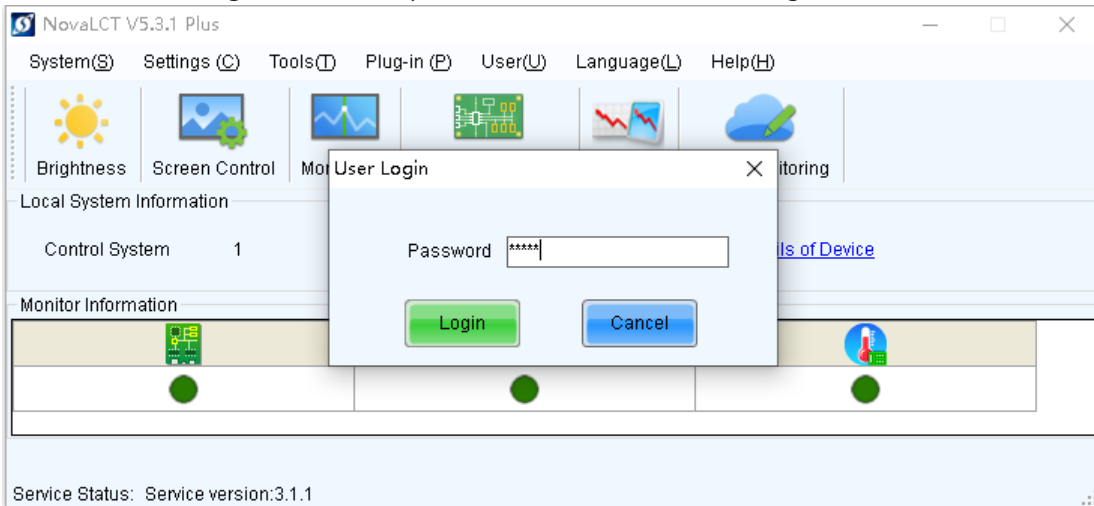 NovaLCT V5.3.1 Plus
System(S) Settings (C) Tools(T) Plug-in (P) User(U) Language(L) Help(H)
Brightness Screen Control Mo itoring
User Login
Local System Information
Control System 1
Password *****
ls of Device
Login Cancel
Monitor Information
Service Status: Service version:3.1.1